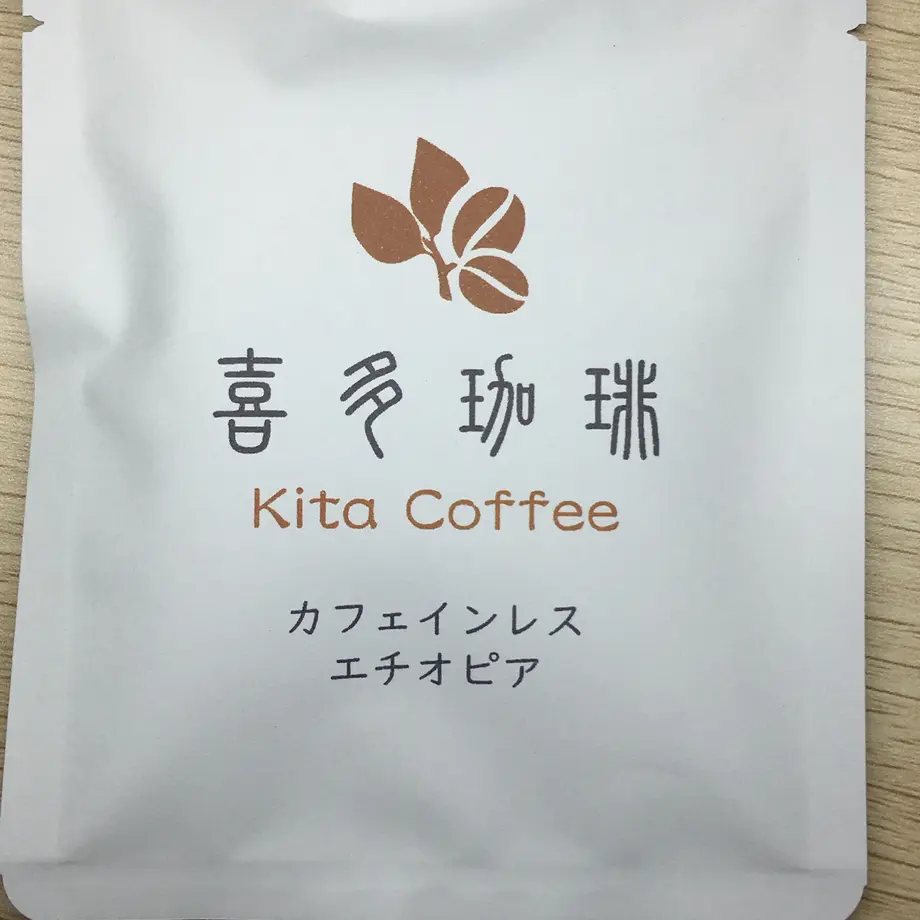 喜多珈琲
Kita Coffee
カフェインレス
エチオピア